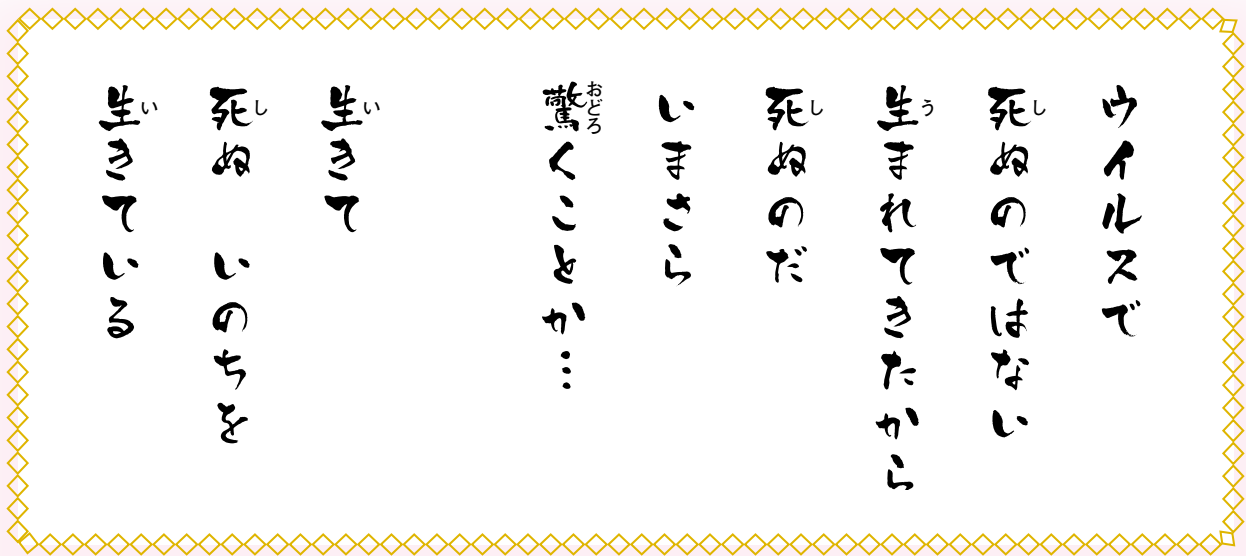 ウイルスで
死ぬのではない
生まれてきたから
死ぬのだ
いまさら
驚くことか…
生きて
死ぬ　いのちを
生きている